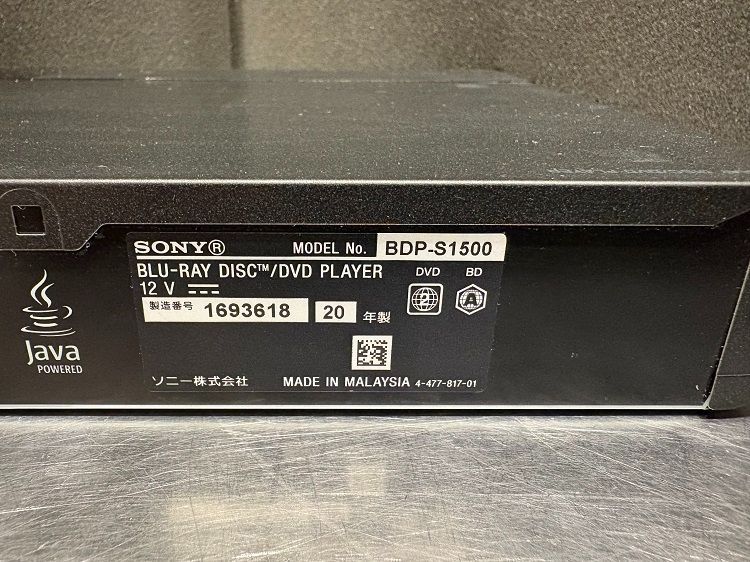 SONY®
MODEL No. BDP-S1500
BLU-RAY DISC™/DVD PLAYER
DVD BD
12 V
2 A
製造番号 1693618 20 年製
Java
POWERED
ソニー株式会社 MADE IN MALAYSIA 4-477-817-01